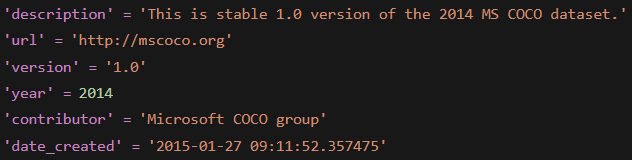 'description' = 'This is stable 1.0 version of the 2014 MS COCO dataset.'
'url' = 'http://mscoco.org'
'version' = '1.0'
'year' = 2014
'contributor' = 'Microsoft COCO group'
'date_created' = '2015-01-27 09:11:52.357475'